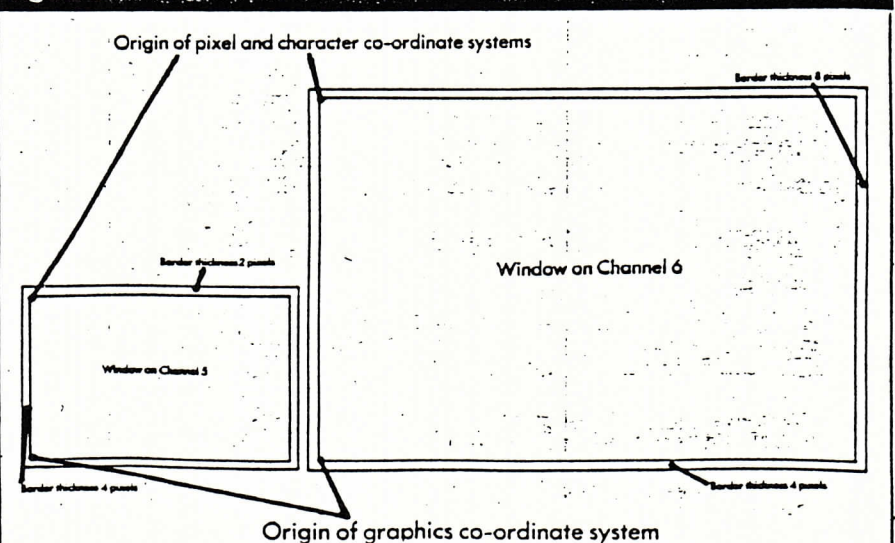 Origin of pixel and character co-ordinate systems
Border thickness 8 pixels
Window on Channel 6
Border thickness 2 pixels
Window on Channel 5
Border thickness 4 pixels
Border thickness 4 pixels
Origin of graphics co-ordinate system